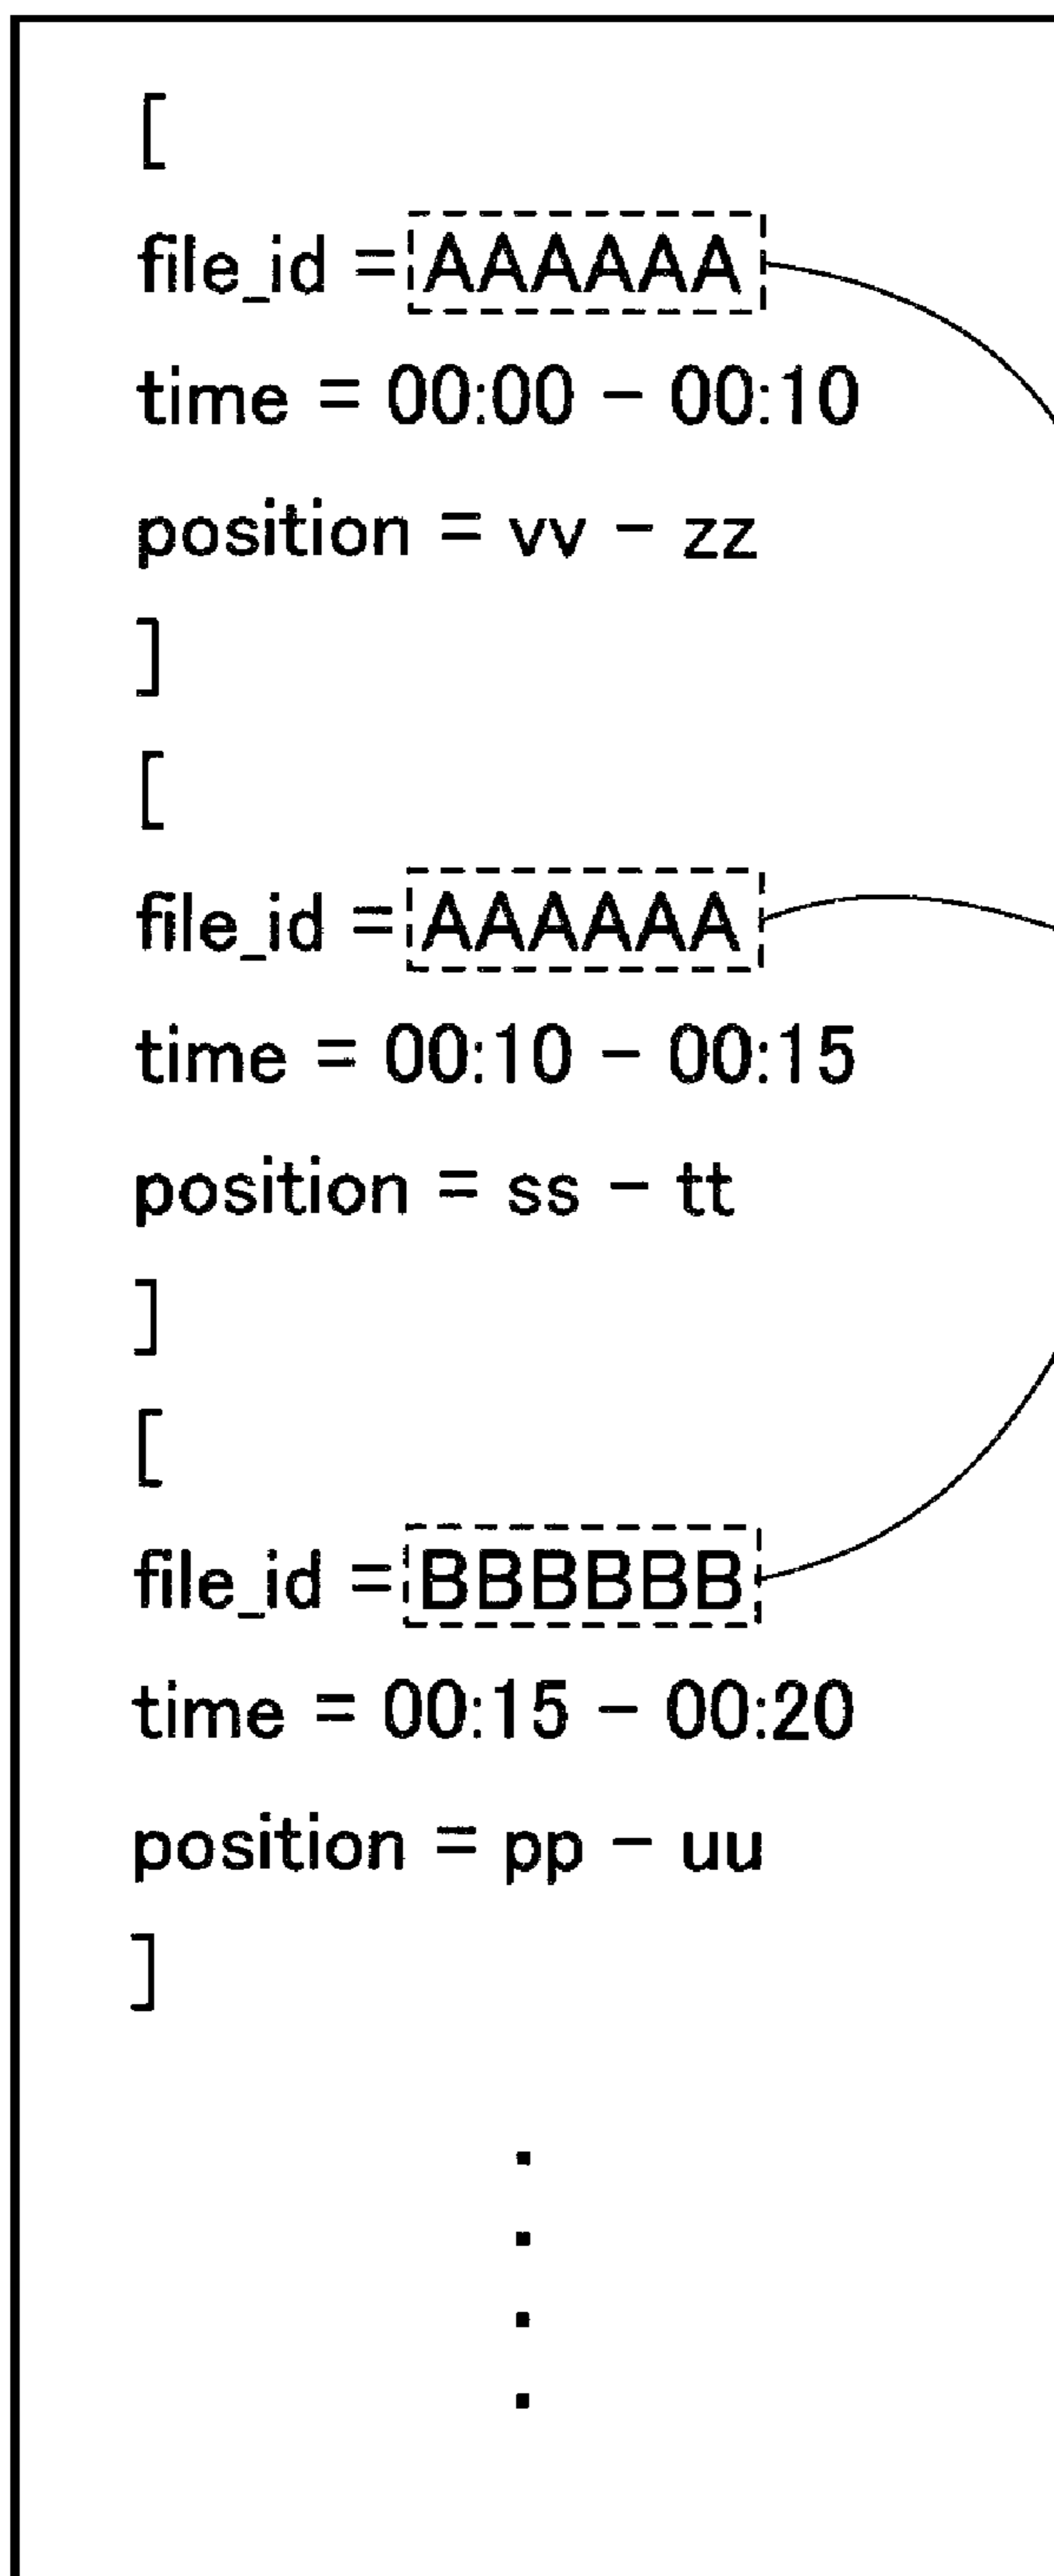 [
file_id = AAAAAA
time = 00:00 - 00:10
position = vv - zz
]
[
file_id = AAAAAA
time = 00:10 - 00:15
position = ss - tt
]
[
file_id = BBBBBB
time = 00:15 - 00:20
position = pp - uu
]
.
.
.
.